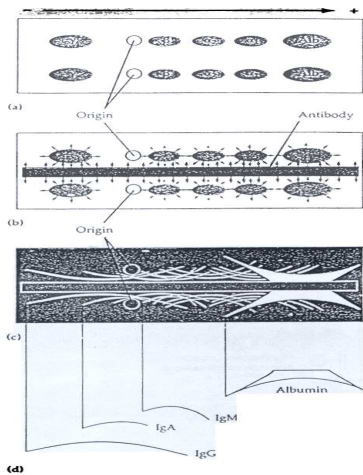 - +
(a)
Origin
Antibody
(b)
Origin
(c)
Albumin
IgM
IgA
IgG
(d)